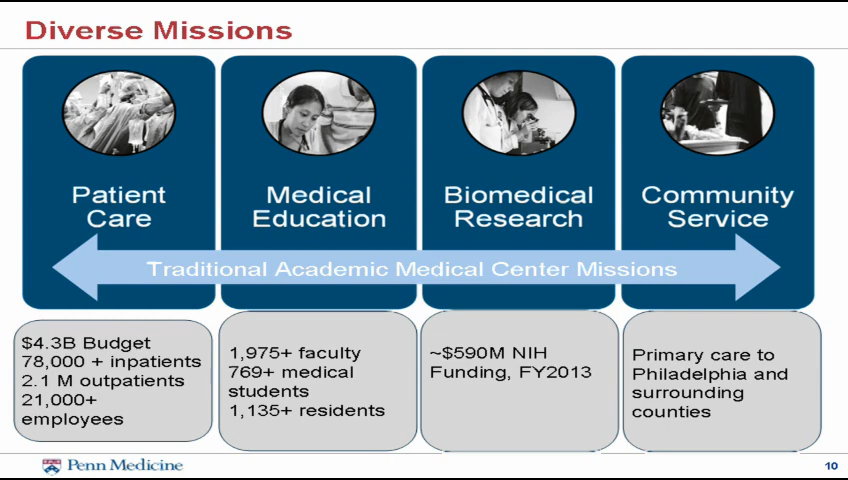 Diverse Missions
Patient
Care
Medical
Education
Biomedical
Research
Community
Service
Traditional Academic Medical Center Missions
$4.3B Budget
78,000 + inpatients
2.1 M outpatients
21,000+
employees
1,975+ faculty
769+ medical
students
1,135+ residents
~$590M NIH
Funding, FY2013
Primary care to
Philadelphia and
surrounding
counties
Penn Medicine
10